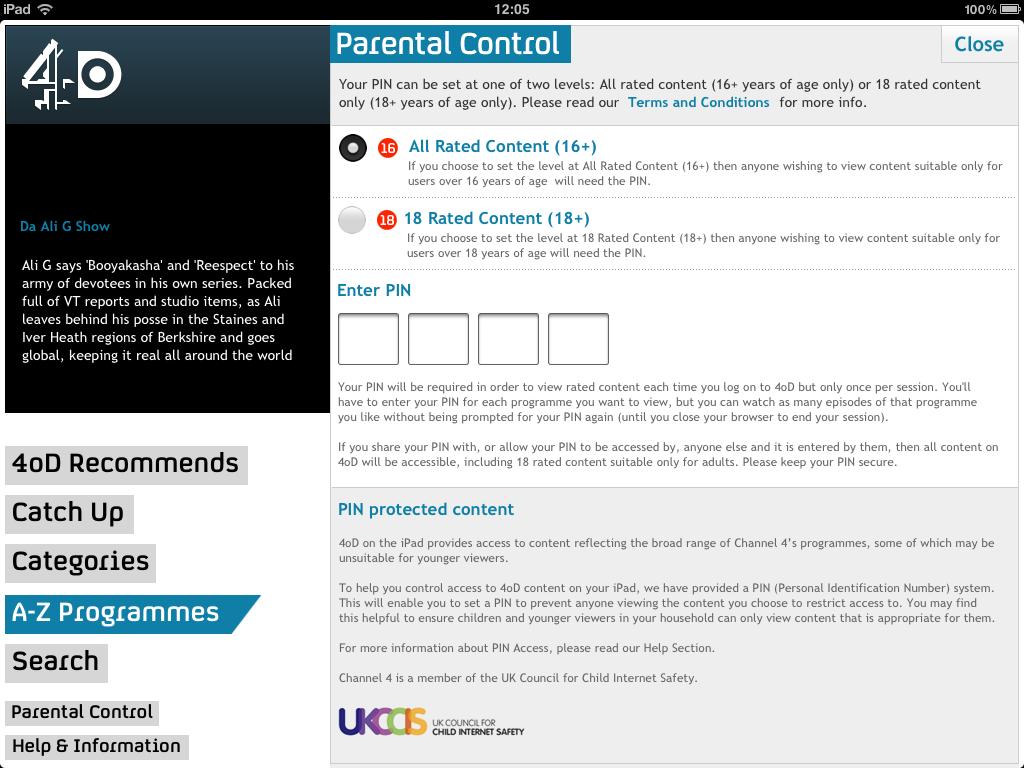 iPad
12:05
100%
4oD
Parental Control
Close
Your PIN can be set at one of two levels: All rated content (16+ years of age only) or 18 rated content
only (18+ years of age only). Please read our Terms and Conditions for more info.
16 All Rated Content (16+)
If you choose to set the level at All Rated Content (16+) then anyone wishing to view content suitable only for
users over 16 years of age will need the PIN.
18 18 Rated Content (18+)
If you choose to set the level at 18 Rated Content (18+) then anyone wishing to view content suitable only for
users over 18 years of age will need the PIN.
Enter PIN
Your PIN will be required in order to view rated content each time you log on to 4oD but only once per session. You'll
have to enter your PIN for each programme you want to view, but you can watch as many episodes of that programme
you like without being prompted for your PIN again (until you close your browser to end your session).
If you share your PIN with, or allow your PIN to be accessed by, anyone else and it is entered by them, then all content on
4oD will be accessible, including 18 rated content suitable only for adults. Please keep your PIN secure.
PIN protected content
4oD on the iPad provides access to content reflecting the broad range of Channel 4's programmes, some of which may be
unsuitable for younger viewers.
To help you control access to 4oD content on your iPad, we have provided a PIN (Personal Identification Number) system.
This will enable you to set a PIN to prevent anyone viewing the content you choose to restrict access to. You may find
this helpful to ensure children and younger viewers in your household can only view content that is appropriate for them.
For more information about PIN Access, please read our Help Section.
Channel 4 is a member of the UK Council for Child Internet Safety.
UKCCIS UK COUNCIL FOR
CHILD INTERNET SAFETY
Da Ali G Show
Ali G says 'Booyakasha' and 'Reespect' to his
army of devotees in his own series. Packed
full of VT reports and studio items, as Ali
leaves behind his posse in the Staines and
Iver Heath regions of Berkshire and goes
global, keeping it real all around the world
4oD Recommends
Catch Up
Categories
A-Z Programmes
Search
Parental Control
Help & Information